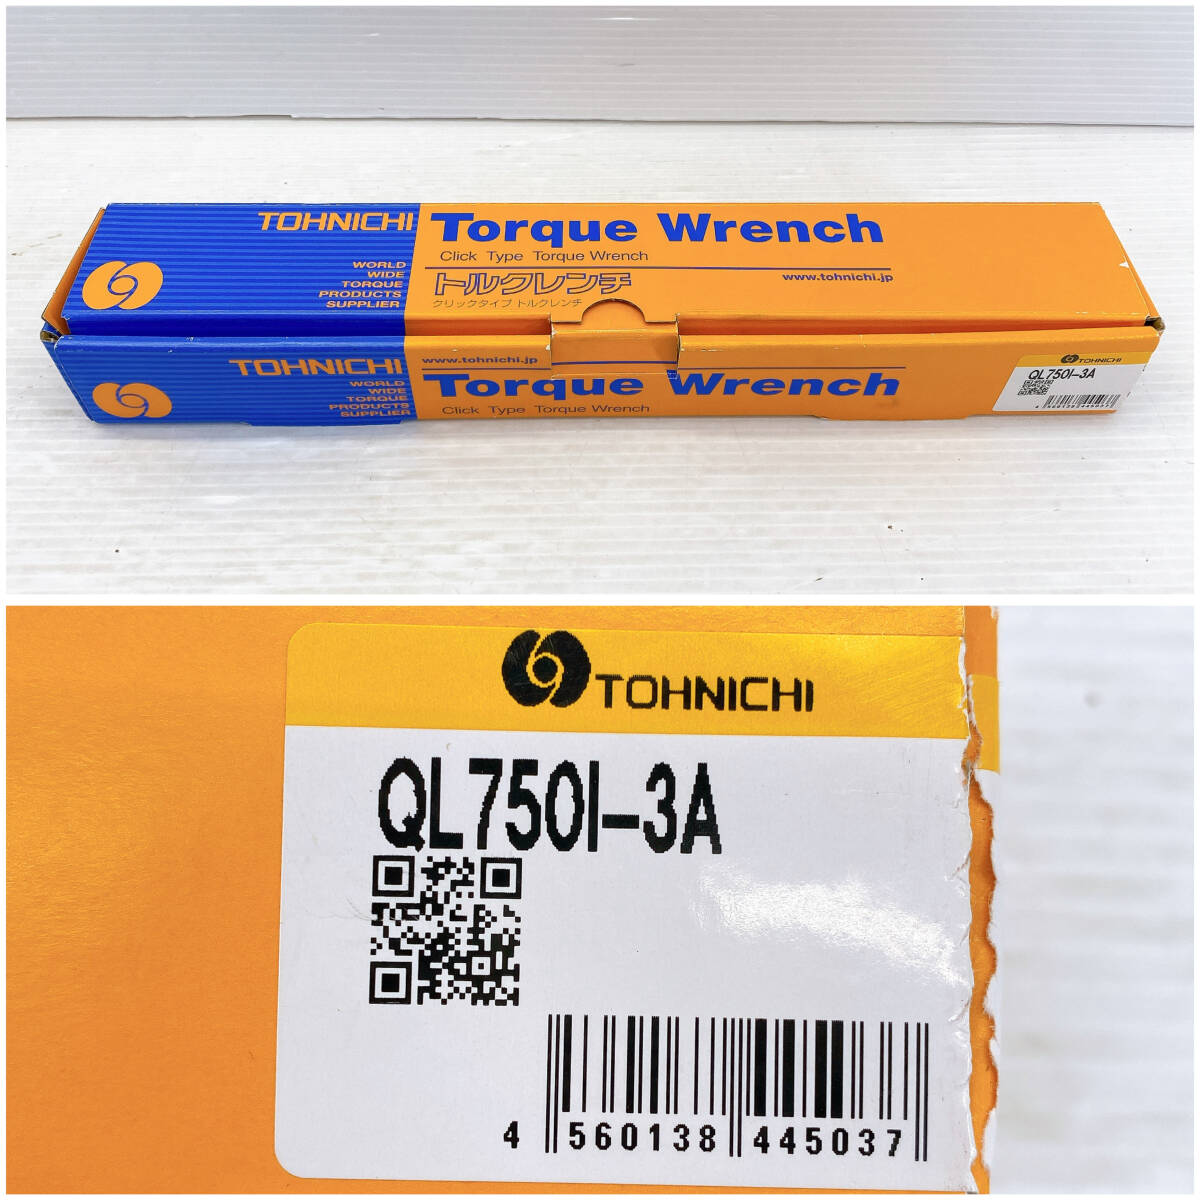 TOHNICHI
WORLD
WIDE
TORQUE
PRODUCTS
SUPPLIER
Torque Wrench
Click Type Torque Wrench
トルクレンチ
クリックタイプ トルクレンチ
www.tohnichi.jp
TOHNICHI
WORLD
WIDE
TORQUE
PRODUCTS
SUPPLIER
www.tohnichi.jp
Torque Wrench
Click Type Torque Wrench
TOHNICHI
QL750I-3A
4 560138 445037
TOHNICHI
QL750I-3A
4 560138 445037